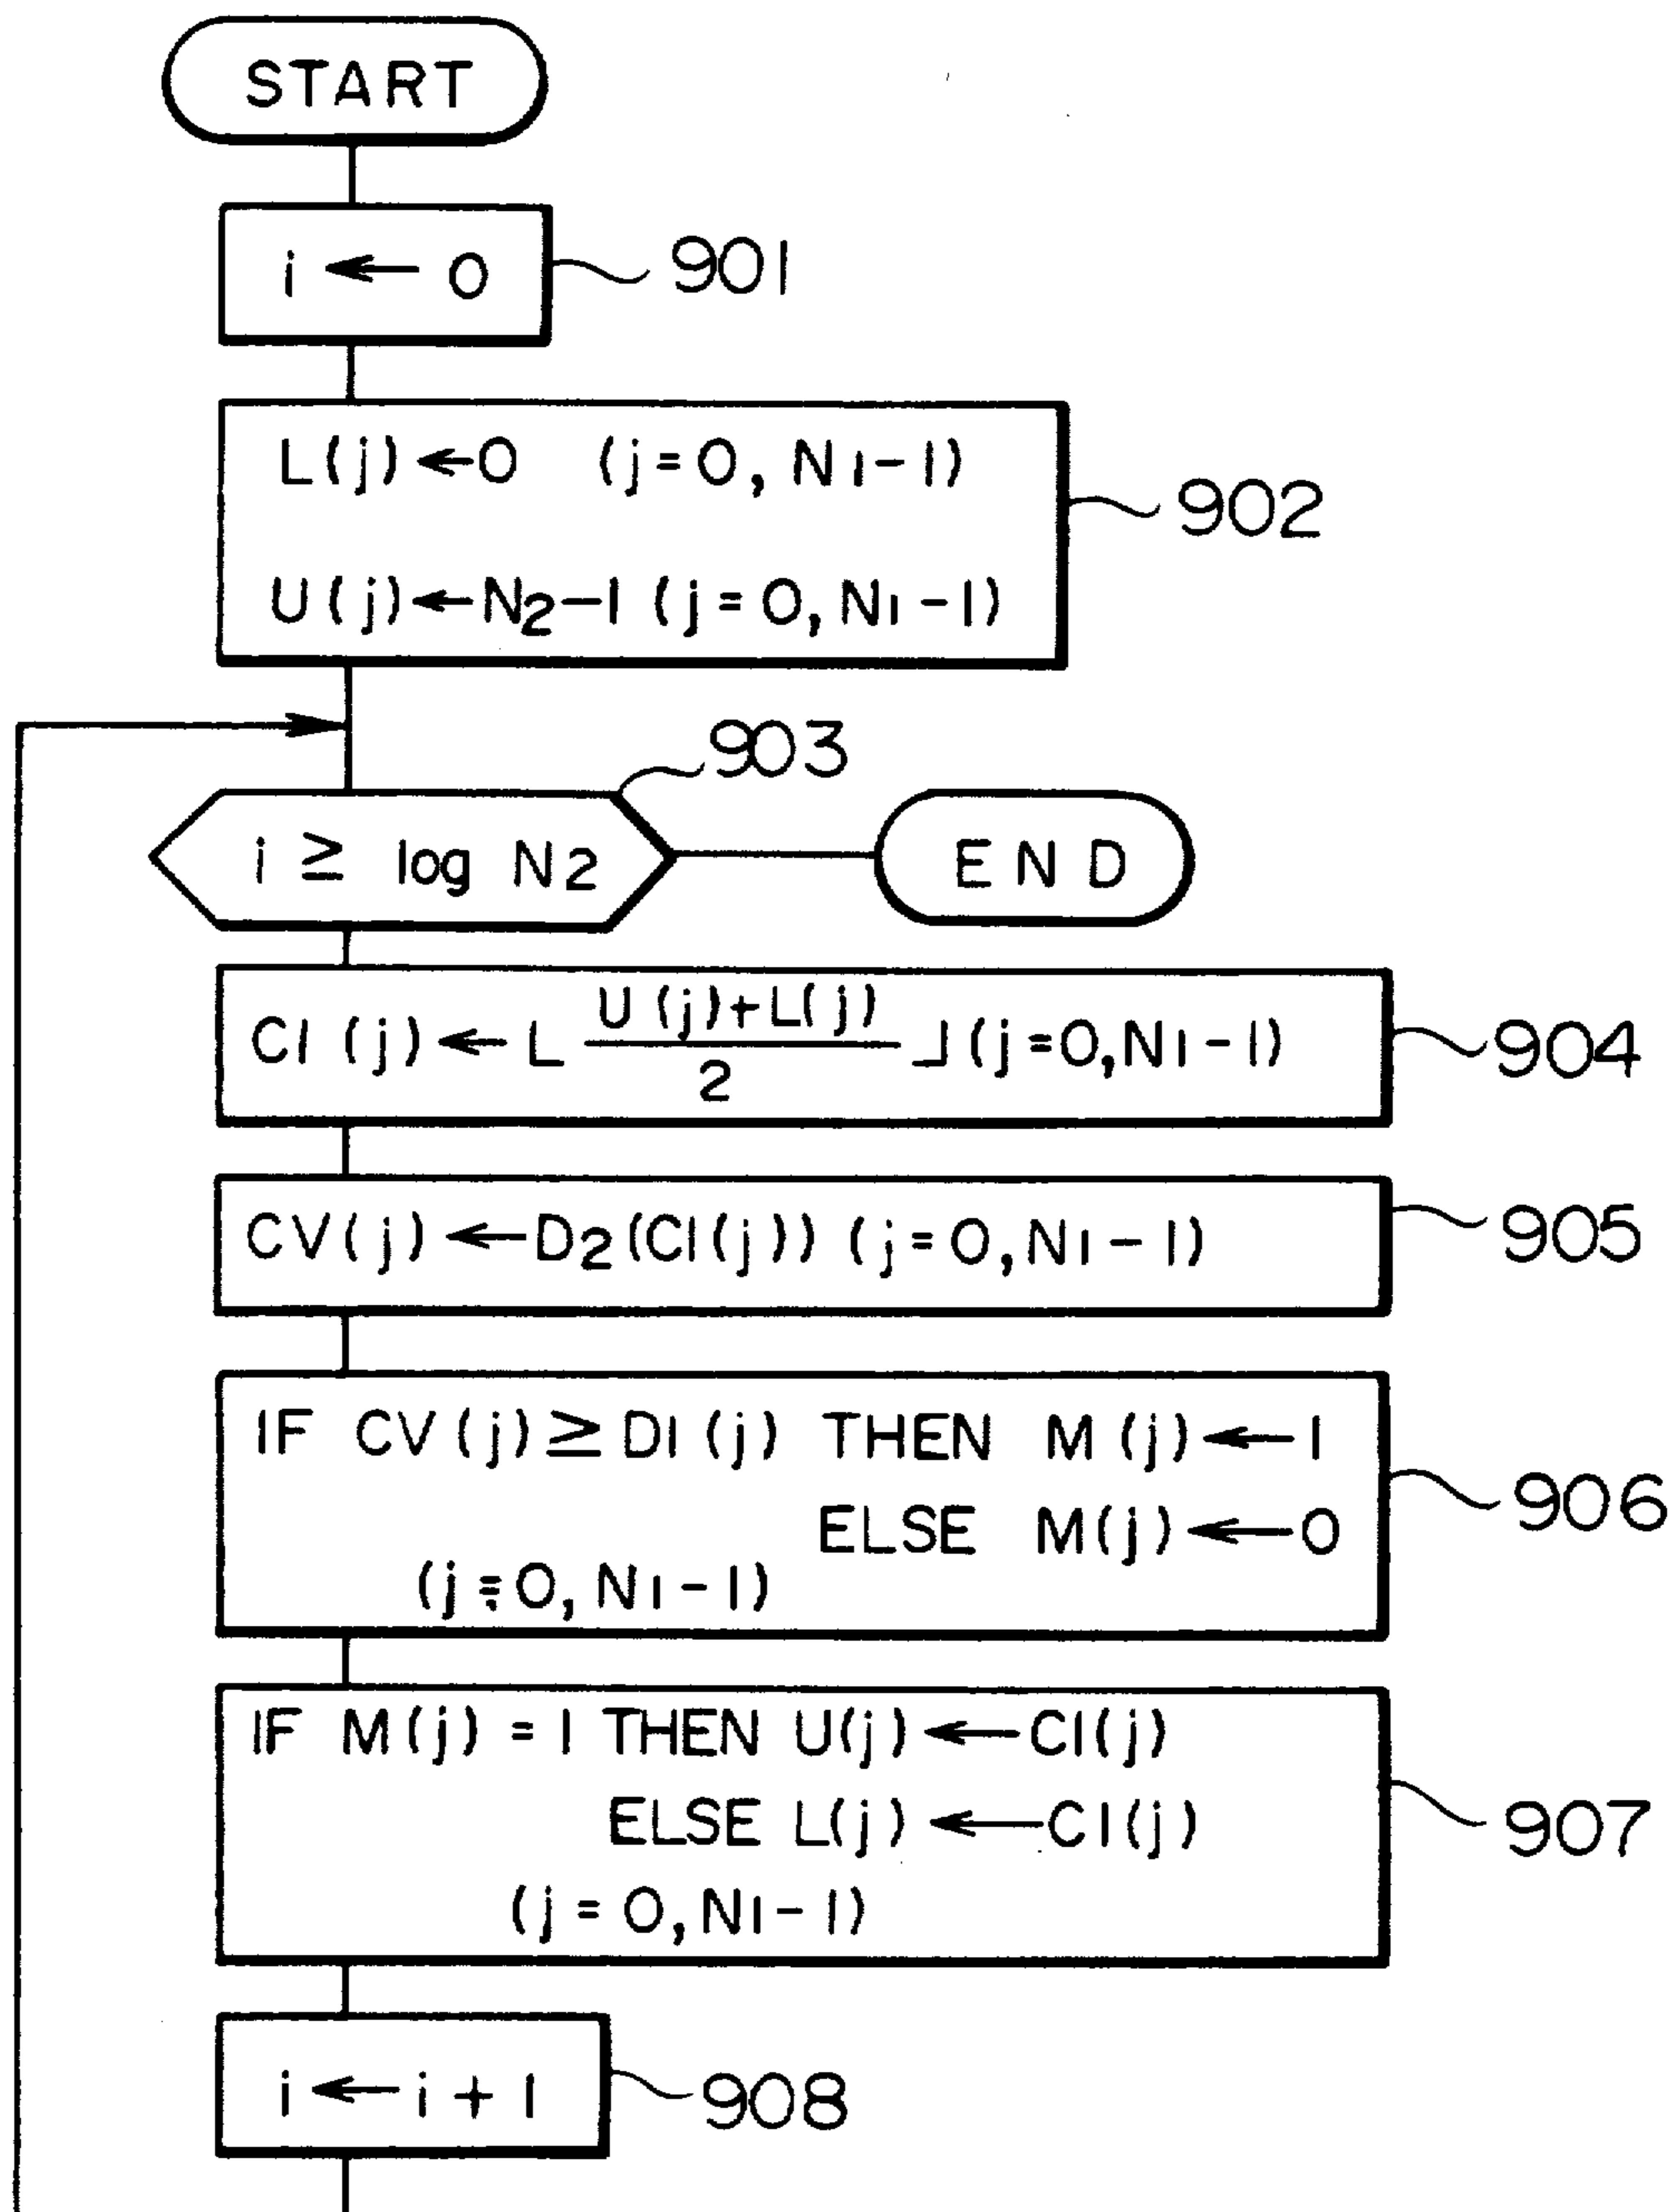 START
i ← 0
901
L(j)←0 (j=0, N1-1)
902
U(j)←N2-1 (j=0, N1-1)
903
i ≥ log N2
END
CI (j)← ⌊ U(j)+L(j) / 2 ⌋ (j=0, N1-1)
904
CV(j) ←D2(CI(j)) (j=0, N1-1)
905
IF CV(j) ≥ D1(j) THEN M(j)←1
906
ELSE M(j)←0
(j=0, N1-1)
IF M(j) = 1 THEN U(j)←CI(j)
ELSE L(j) ←CI(j)
907
(j = 0, N1-1)
i ← i + 1
908